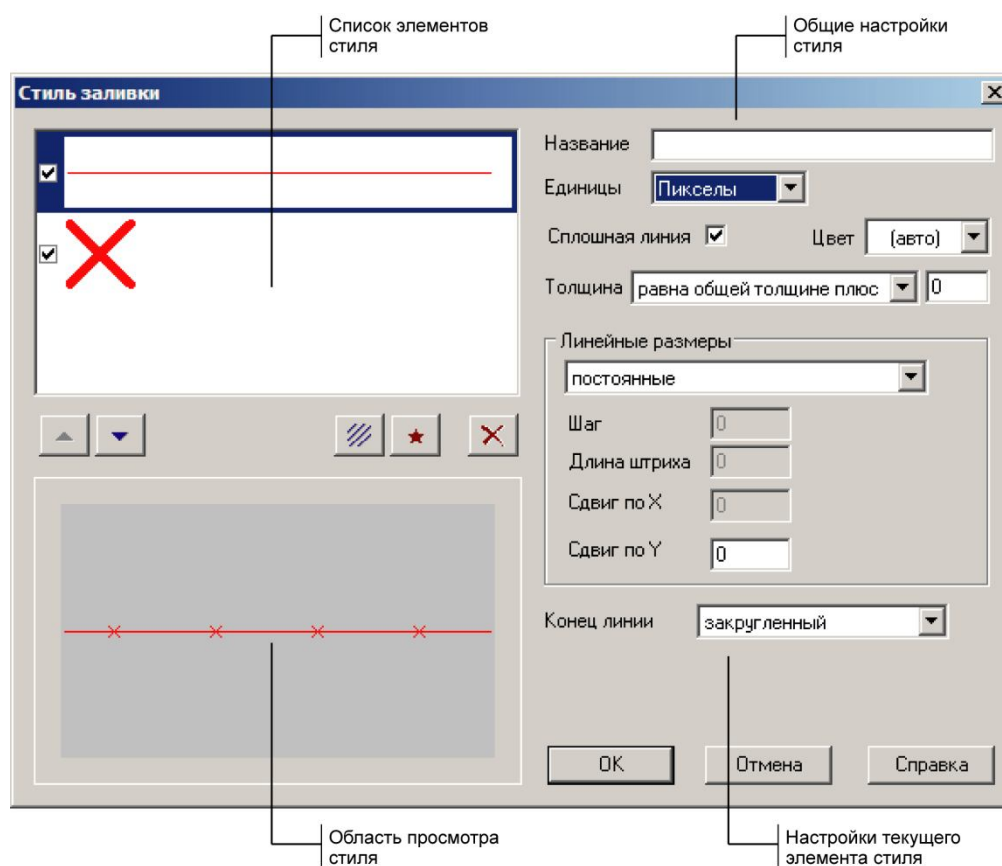 Список элементов
стиля
Общие настройки
стиля
Стиль заливки
Название
Единицы Пикселы
Сплошная линия Цвет (авто)
Толщина равна общей толщине плюс 0
Линейные размеры
постоянные
Шаг 0
Длина штриха 0
Сдвиг по X 0
Сдвиг по Y 0
Конец линии закругленный
OK Отмена Справка
Область просмотра
стиля
Настройки текущего
элемента стиля